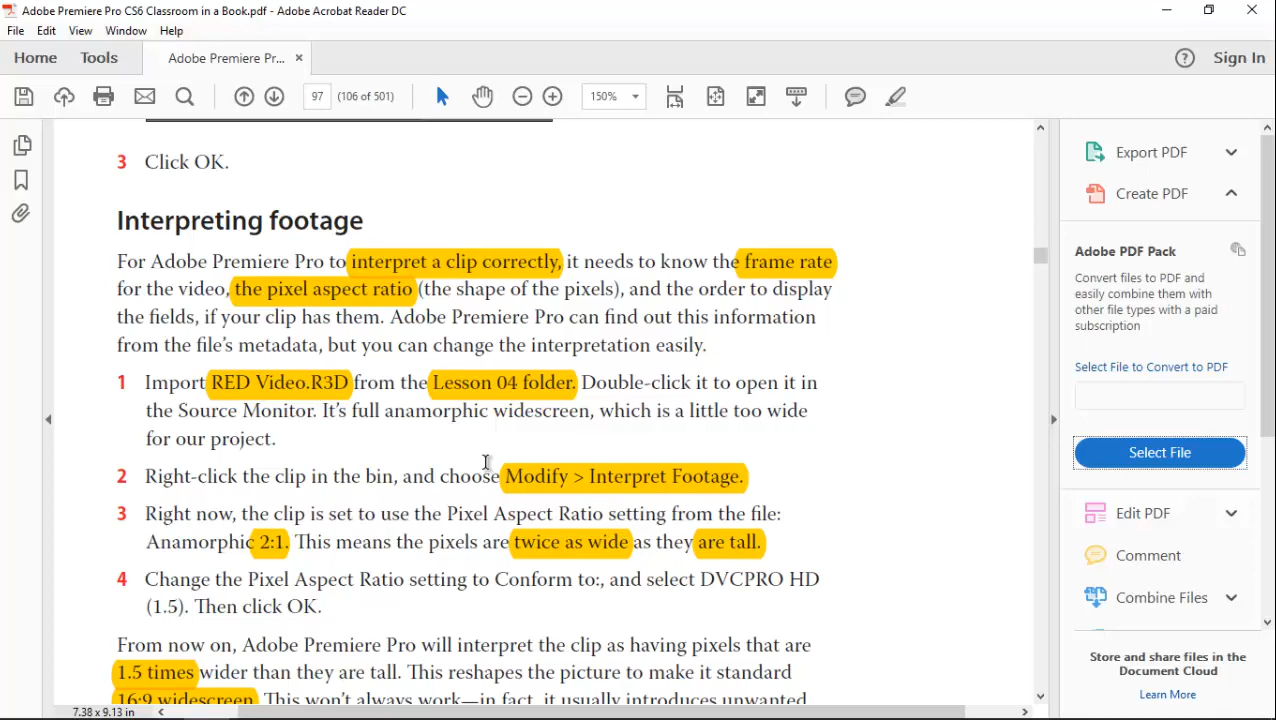 Adobe Premiere Pro CS6 Classroom in a Book.pdf - Adobe Acrobat Reader DC
File Edit View Window Help
Home Tools Adobe Premiere Pr... × ? Sign In
97 (106 of 501) 150%
3 Click OK.
Interpreting footage
For Adobe Premiere Pro to interpret a clip correctly, it needs to know the frame rate
for the video, the pixel aspect ratio (the shape of the pixels), and the order to display
the fields, if your clip has them. Adobe Premiere Pro can find out this information
from the file's metadata, but you can change the interpretation easily.
1 Import RED Video.R3D from the Lesson 04 folder. Double-click it to open it in
the Source Monitor. It's full anamorphic widescreen, which is a little too wide
for our project.
2 Right-click the clip in the bin, and choose Modify > Interpret Footage.
3 Right now, the clip is set to use the Pixel Aspect Ratio setting from the file:
Anamorphic 2:1. This means the pixels are twice as wide as they are tall.
4 Change the Pixel Aspect Ratio setting to Conform to:, and select DVCPRO HD
(1.5). Then click OK.
From now on, Adobe Premiere Pro will interpret the clip as having pixels that are
1.5 times wider than they are tall. This reshapes the picture to make it standard
16:9 widescreen. This won't always work—in fact, it usually introduces unwanted
7.38 x 9.13 in
Export PDF
Create PDF
Adobe PDF Pack
Convert files to PDF and
easily combine them with
other file types with a paid
subscription
Select File to Convert to PDF
Select File
Edit PDF
Comment
Combine Files
Store and share files in the
Document Cloud
Learn More